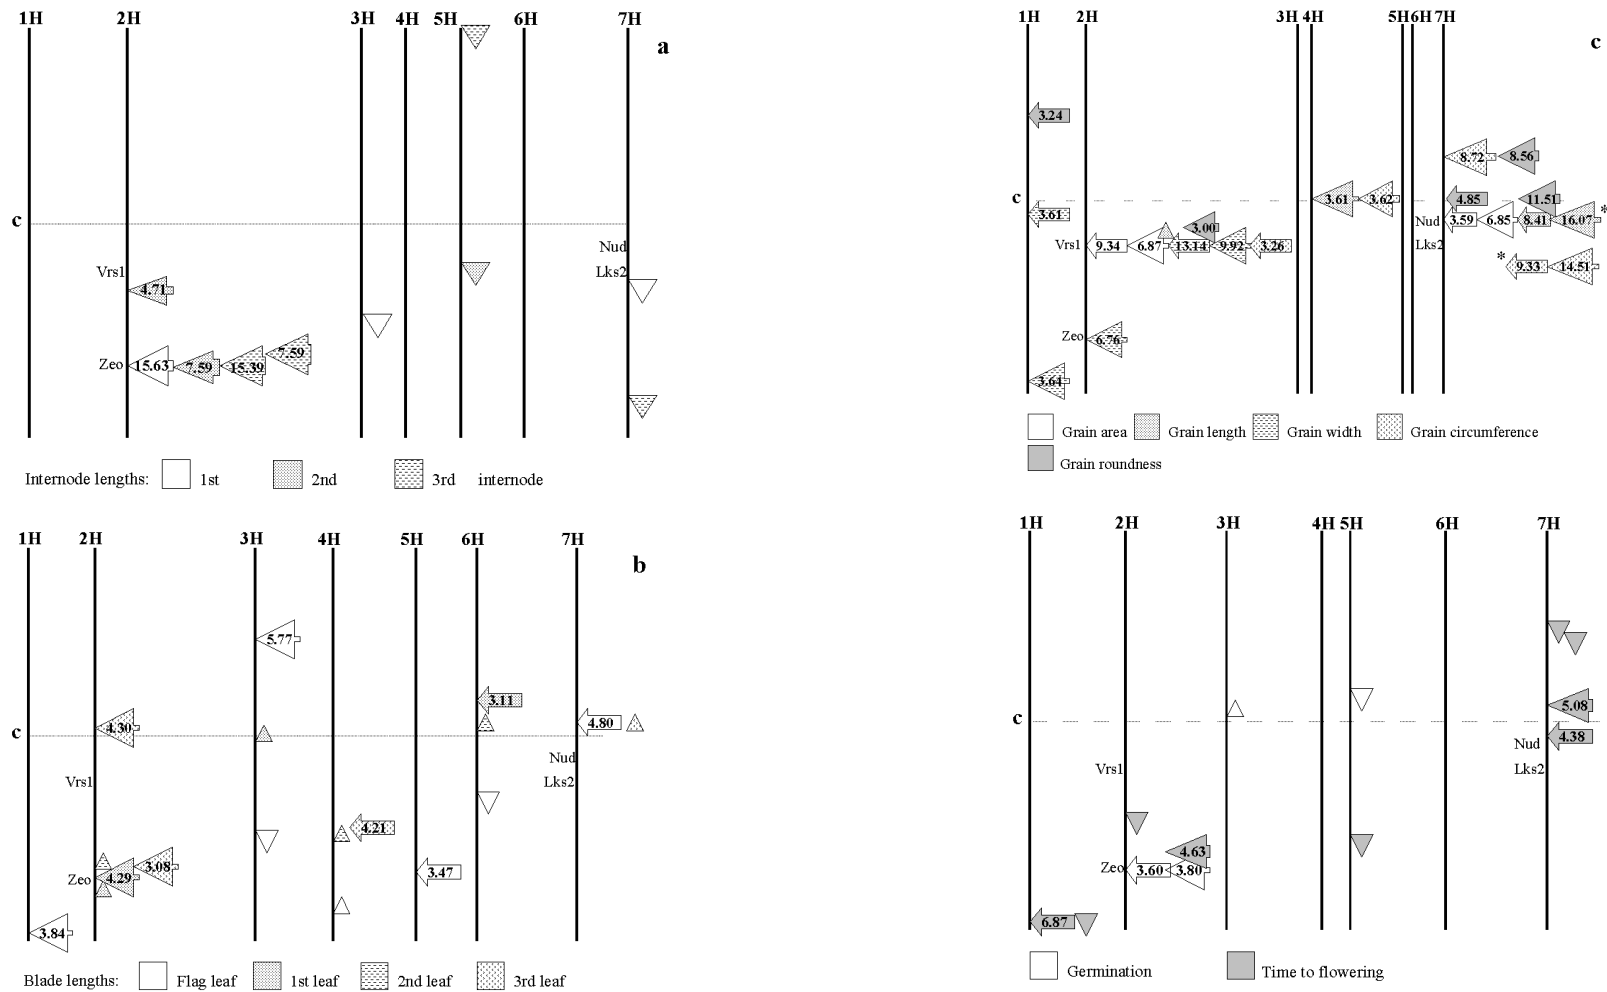 1H 2H 3H 4H 5H 6H 7H
a
c
Nud
Vrs1
Lks2
4.71
Zeo
15.63 7.59 15.39 7.59
Internode lengths: 1st 2nd 3rd internode
1H 2H 3H 4H 5H 6H 7H
b
5.77
3.11
4.30
4.80
c
Nud
Vrs1
Lks2
4.21
3.08
Zeo
4.29
3.47
3.84
Blade lengths: Flag leaf 1st leaf 2nd leaf 3rd leaf
1H 2H 3H 4H 5H 6H 7H
c
3.24
8.72 8.56
c
3.61 3.62
4.85 11.51
3.61
Nud
3.59 6.85 8.41 16.07 *
3.00
Vrs1
9.34 6.87 13.14 9.92 3.26
Lks2
* 9.33 14.51
Zeo
6.76
3.64
Grain area Grain length Grain width Grain circumference
Grain roundness
1H 2H 3H 4H 5H 6H 7H
5.08
c
4.38
Nud
Vrs1
Lks2
4.63
Zeo
3.60 3.80
6.87
Germination Time to flowering